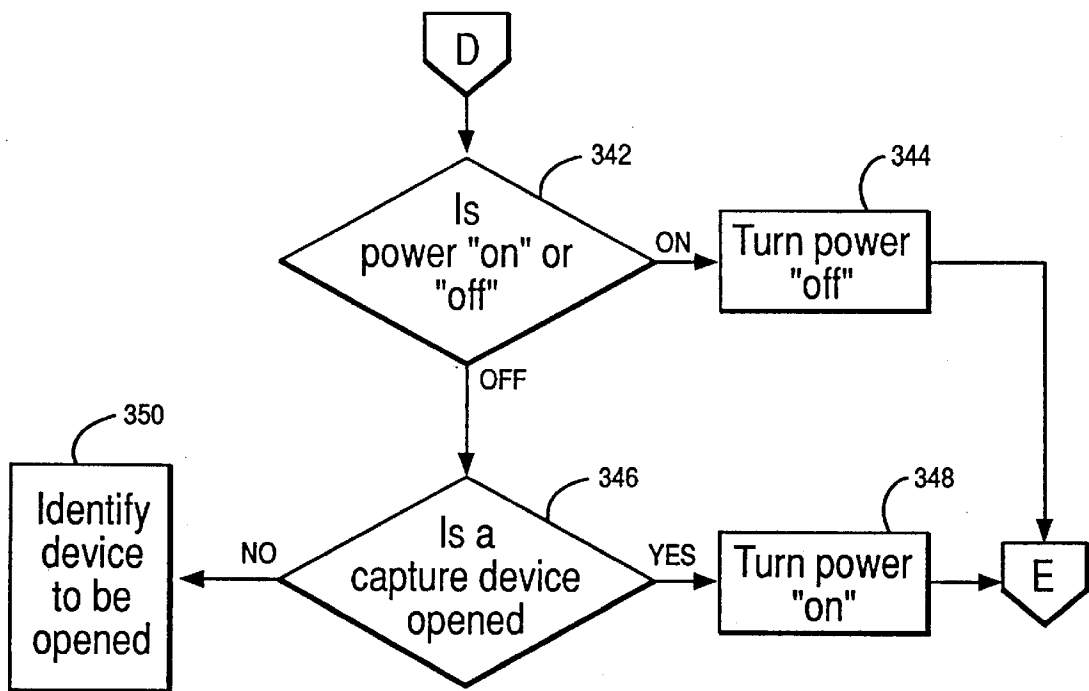 D
342
Is
power "on" or
"off"
ON
344
Turn power
"off"
OFF
350
Identify
device
to be
opened
NO
346
Is a
capture device
opened
YES
348
Turn power
"on"
E